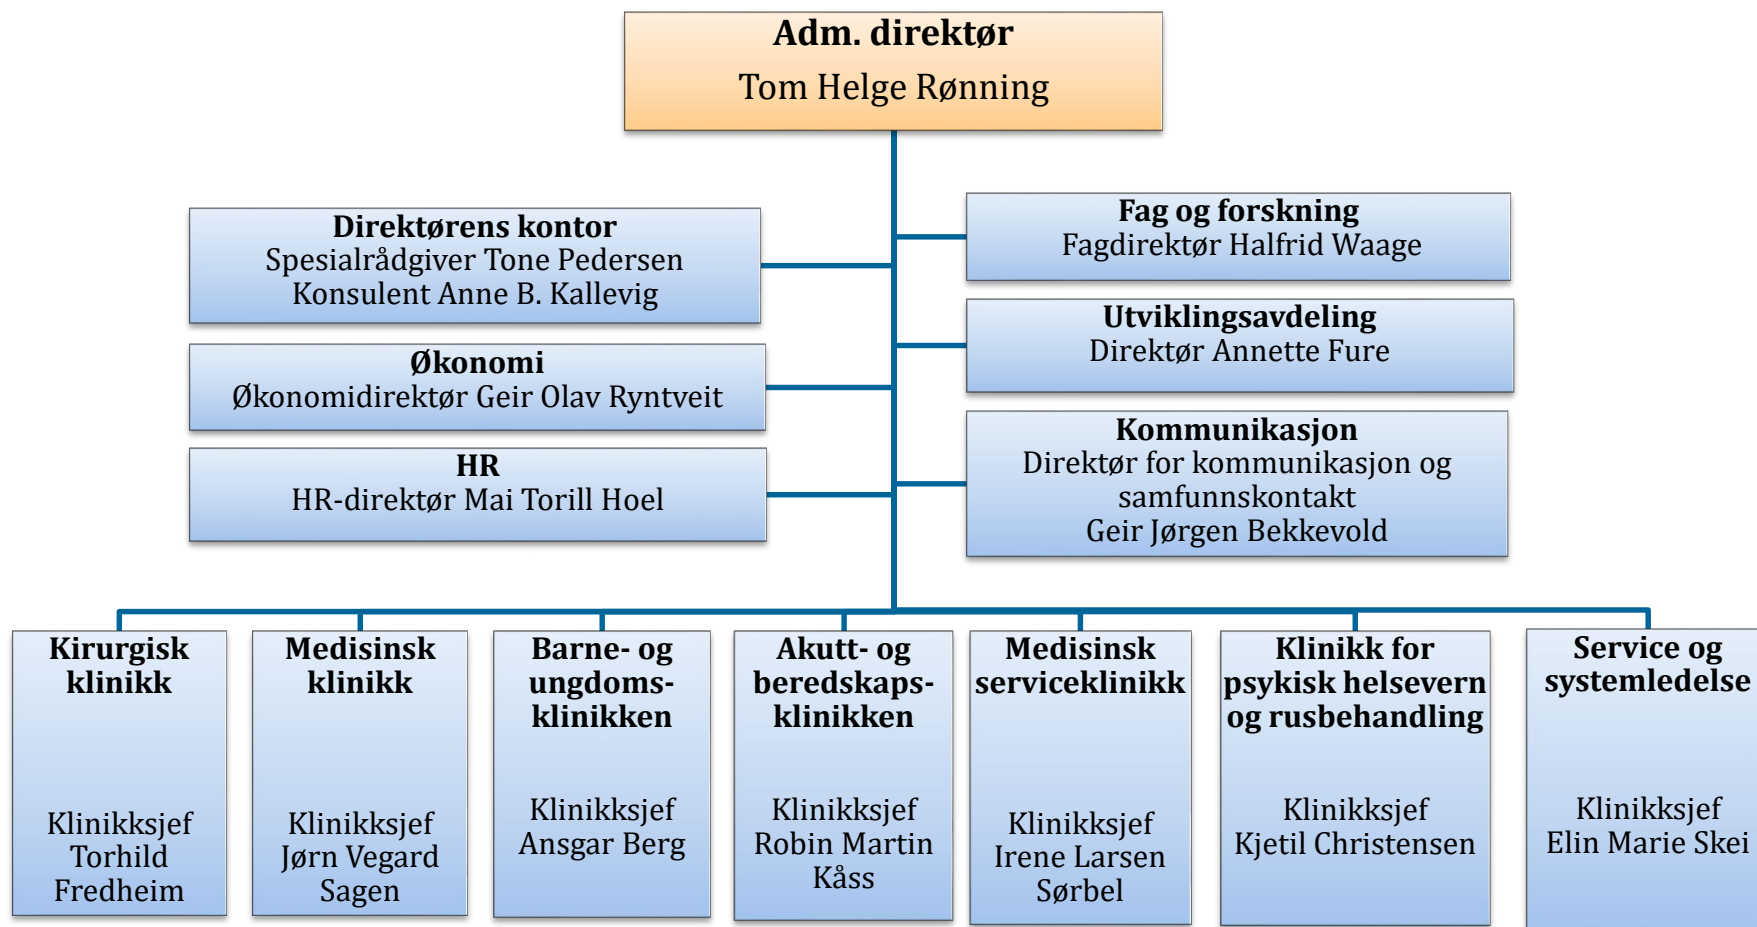 Adm. direktør
Tom Helge Rønning
Direktørens kontor
Spesialrådgiver Tone Pedersen
Konsulent Anne B. Kallevig
Økonomi
Økonomidirektør Geir Olav Ryntveit
HR
HR-direktør Mai Torill Hoel
Fag og forskning
Fagdirektør Halfrid Waage
Utviklingsavdeling
Direktør Annette Fure
Kommunikasjon
Direktør for kommunikasjon og
samfunnskontakt
Geir Jørgen Bekkevold
Kirurgisk
klinikk
Klinikksjef
Torhild
Fredheim
Medisinsk
klinikk
Klinikksjef
Jørn Vegard
Sagen
Barne- og
ungdoms-
klinikken
Klinikksjef
Ansgar Berg
Akutt- og
beredskaps-
klinikken
Klinikksjef
Robin Martin
Kåss
Medisinsk
serviceklinikk
Klinikksjef
Irene Larsen
Sørbel
Klinikk for
psykisk helsevern
og rusbehandling
Klinikksjef
Kjetil Christensen
Service og
systemledelse
Klinikksjef
Elin Marie Skei